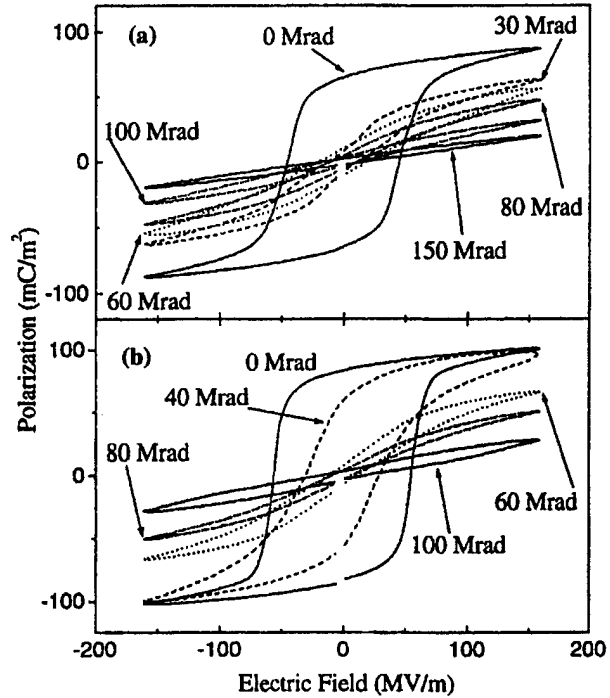 100
(a)
0 Mrad
30 Mrad
100 Mrad
0
80 Mrad
150 Mrad
60 Mrad
-100
Polarization (mC/m²)
100
(b)
0 Mrad
40 Mrad
80 Mrad
0
60 Mrad
100 Mrad
-100
-200 -100 0 100 200
Electric Field (MV/m)